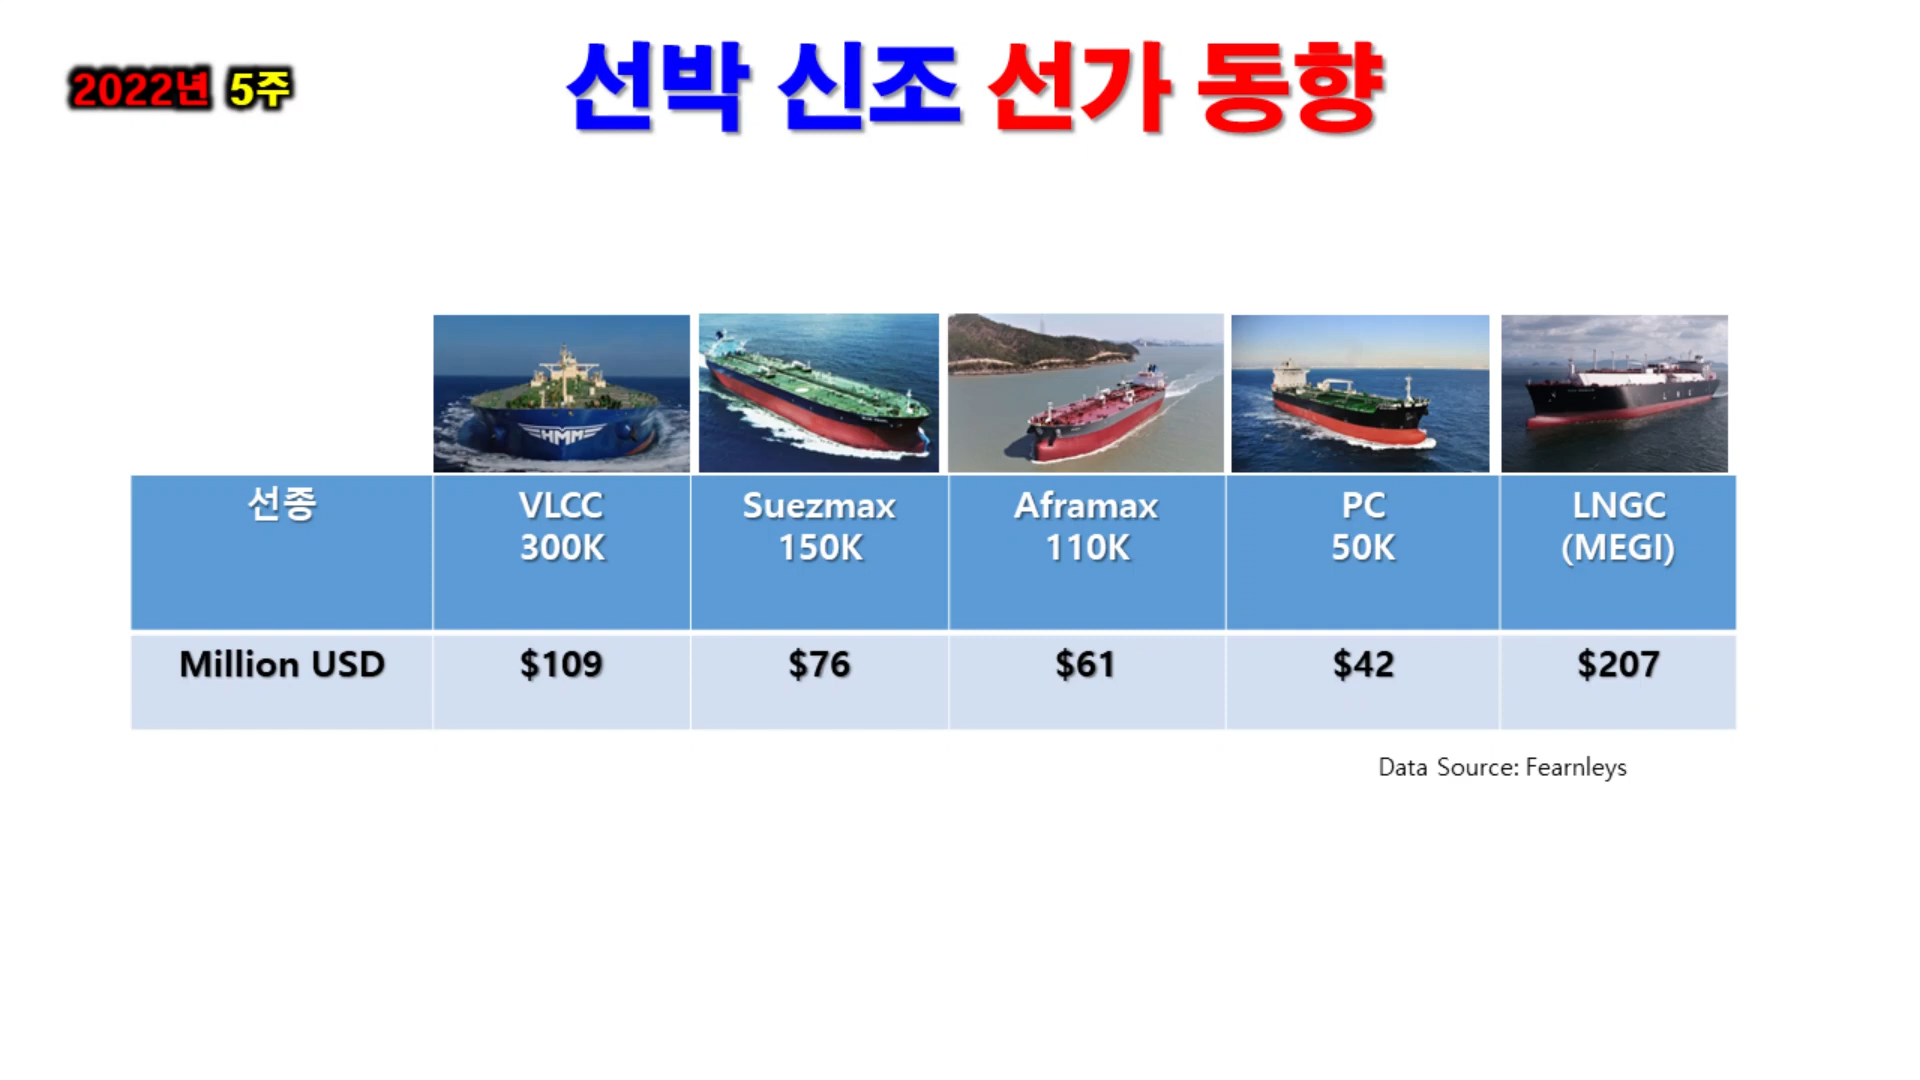 2022년 5주
선박 신조 선가 동향
HMM
선종
VLCC
300K
Suezmax
150K
Aframax
110K
PC
50K
LNGC
(MEGI)
Million USD
$109
$76
$61
$42
$207
Data Source: Fearnleys